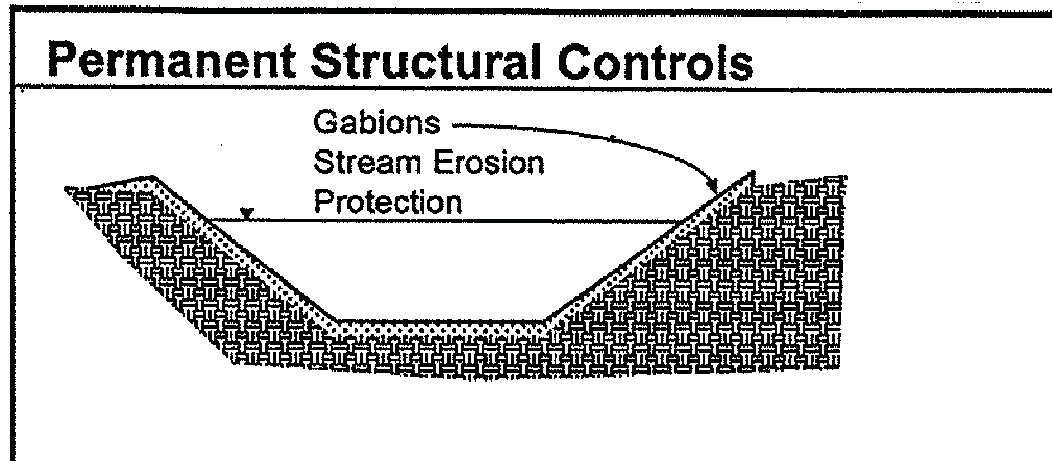 Permanent Structural Controls
Gabions
Stream Erosion
Protection